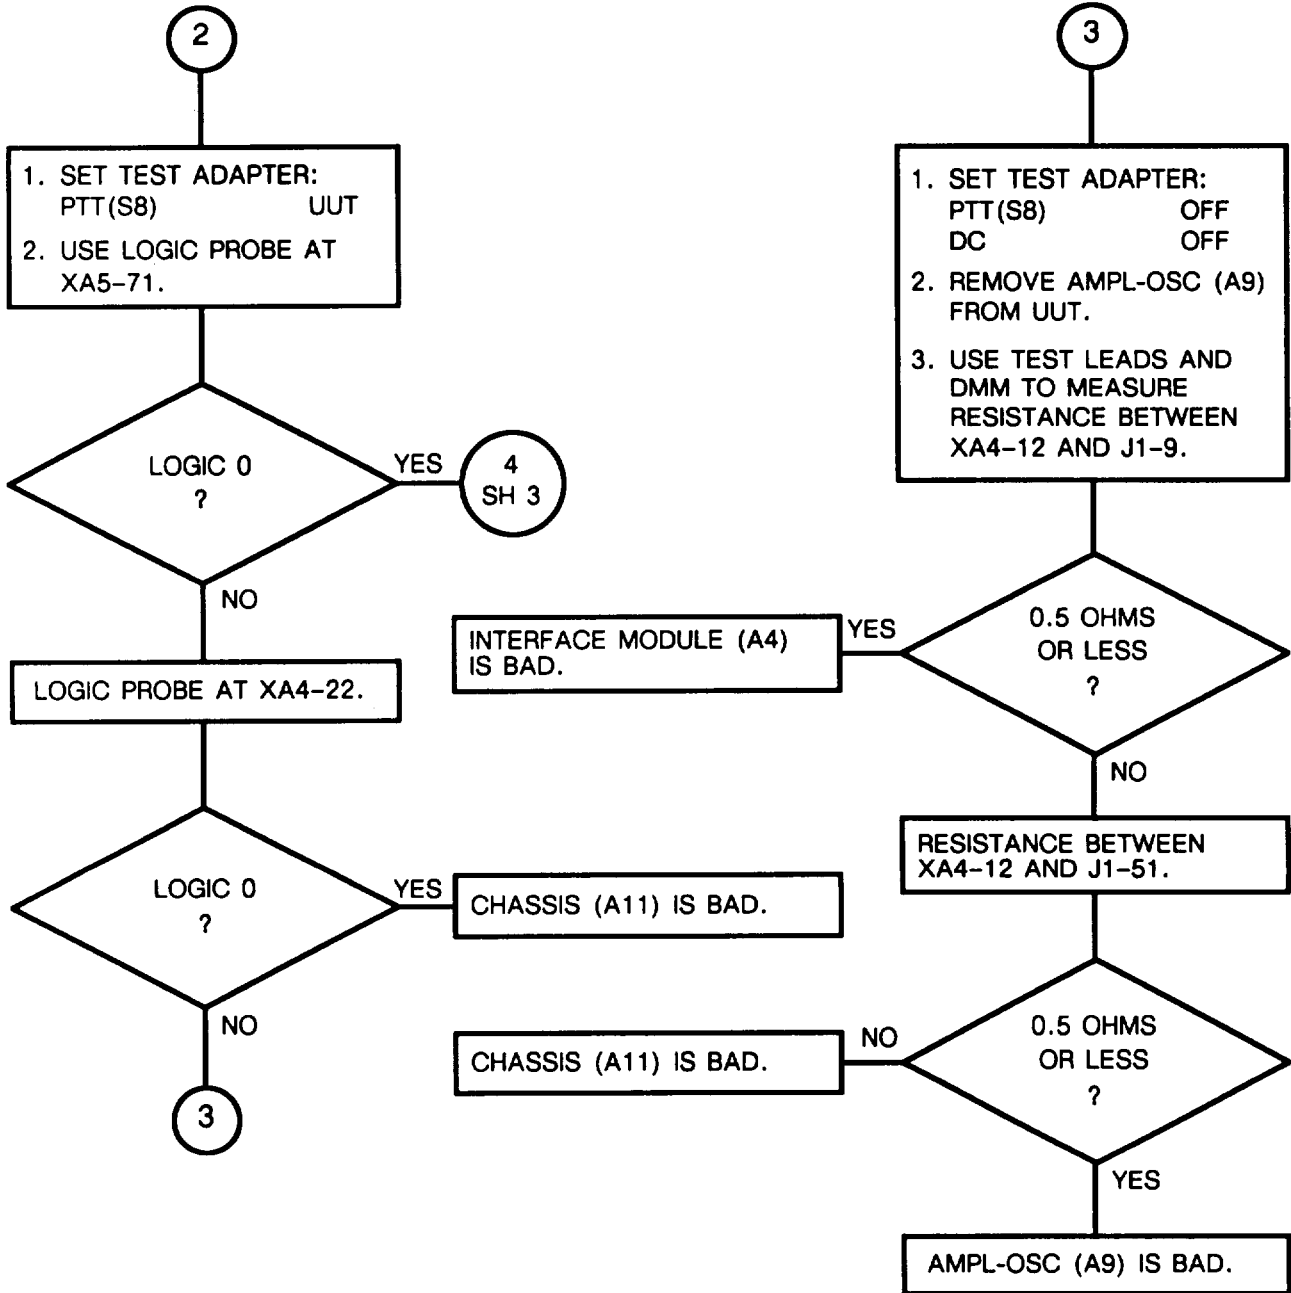 2
1. SET TEST ADAPTER:
PTT(S8) UUT
2. USE LOGIC PROBE AT
XA5-71.
LOGIC 0
?
YES
4
SH 3
NO
LOGIC PROBE AT XA4-22.
LOGIC 0
?
YES
CHASSIS (A11) IS BAD.
NO
3
3
1. SET TEST ADAPTER:
PTT(S8) OFF
DC OFF
2. REMOVE AMPL-OSC (A9)
FROM UUT.
3. USE TEST LEADS AND
DMM TO MEASURE
RESISTANCE BETWEEN
XA4-12 AND J1-9.
0.5 OHMS
OR LESS
?
YES
INTERFACE MODULE (A4)
IS BAD.
NO
RESISTANCE BETWEEN
XA4-12 AND J1-51.
0.5 OHMS
OR LESS
?
NO
CHASSIS (A11) IS BAD.
YES
AMPL-OSC (A9) IS BAD.